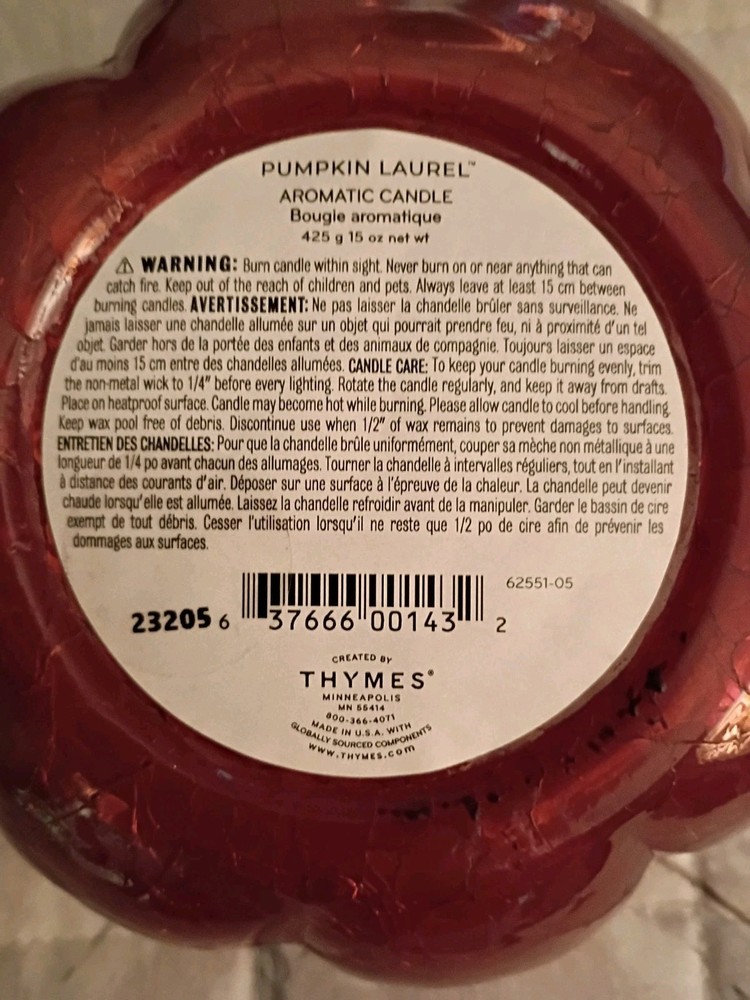 PUMPKIN LAUREL™
AROMATIC CANDLE
Bougie aromatique
425 g 15 oz net wt
⚠ WARNING: Burn candle within sight. Never burn on or near anything that can
catch fire. Keep out of the reach of children and pets. Always leave at least 15 cm between
burning candles. AVERTISSEMENT: Ne pas laisser la chandelle brûler sans surveillance. Ne
jamais laisser une chandelle allumée sur un objet qui pourrait prendre feu, ni à proximité d'un tel
objet. Garder hors de la portée des enfants et des animaux de compagnie. Toujours laisser un espace
d'au moins 15 cm entre des chandelles allumées. CANDLE CARE: To keep your candle burning evenly, trim
the non-metal wick to 1/4" before every lighting. Rotate the candle regularly, and keep it away from drafts.
Place on heatproof surface. Candle may become hot while burning. Please allow candle to cool before handling.
Keep wax pool free of debris. Discontinue use when 1/2" of wax remains to prevent damages to surfaces.
ENTRETIEN DES CHANDELLES: Pour que la chandelle brûle uniformément, couper sa mèche non métallique à une
longueur de 1/4 po avant chacun des allumages. Tourner la chandelle à intervalles réguliers, tout en l'installant
à distance des courants d'air. Déposer sur une surface à l'épreuve de la chaleur. La chandelle peut devenir
chaude lorsqu'elle est allumée. Laissez la chandelle refroidir avant de la manipuler. Garder le bassin de cire
exempt de tout débris. Cesser l'utilisation lorsqu'il ne reste que 1/2 po de cire afin de prévenir les
dommages aux surfaces.
62551-05
23205 6 37666 00143 2
CREATED BY
THYMES®
MINNEAPOLIS
MN 55414
800-366-4071
MADE IN U.S.A. WITH
GLOBALLY SOURCED COMPONENTS
WWW.THYMES.COM